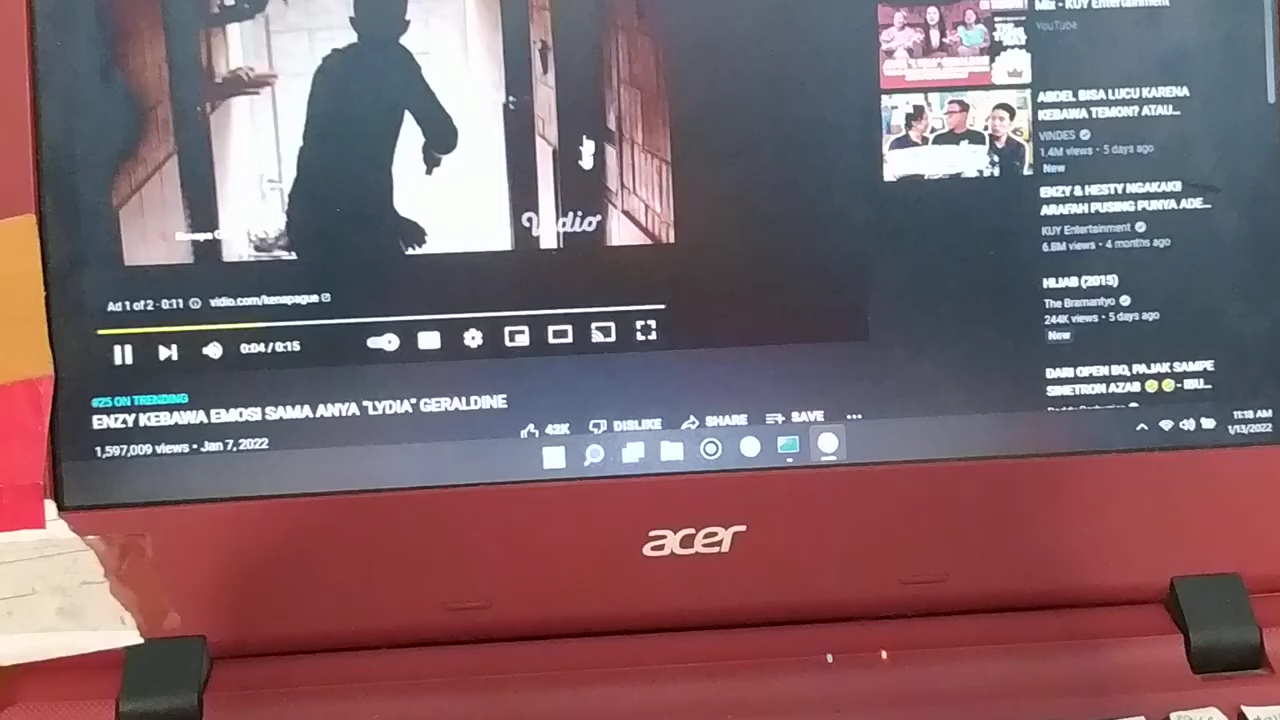 Vidio
Ad 1 of 2 · 0:11 vidio.com/kenapague
0:04 / 0:15
#25 ON TRENDING
ENZY KEBAWA EMOSI SAMA ANYA "LYDIA" GERALDINE
1,597,009 views • Jan 7, 2022
42K DISLIKE SHARE SAVE
Mix - KUY Entertainment
YouTube
ABDEL BISA LUCU KARENA
KEBAWA TEMON? ATAU...
VINDES
1.4M views • 5 days ago
New
ENZY & HESTY NGAKAK!!
ARAFAH PUSING PUNYA ADE...
KUY Entertainment
6.8M views • 4 months ago
HIJAB (2015)
The Bramantyo
244K views • 5 days ago
New
DARI OPEN BO, PAJAK SAMPE
SINETRON AZAB 🤣🤣- IBU...
11:18 AM
1/13/2022
acer